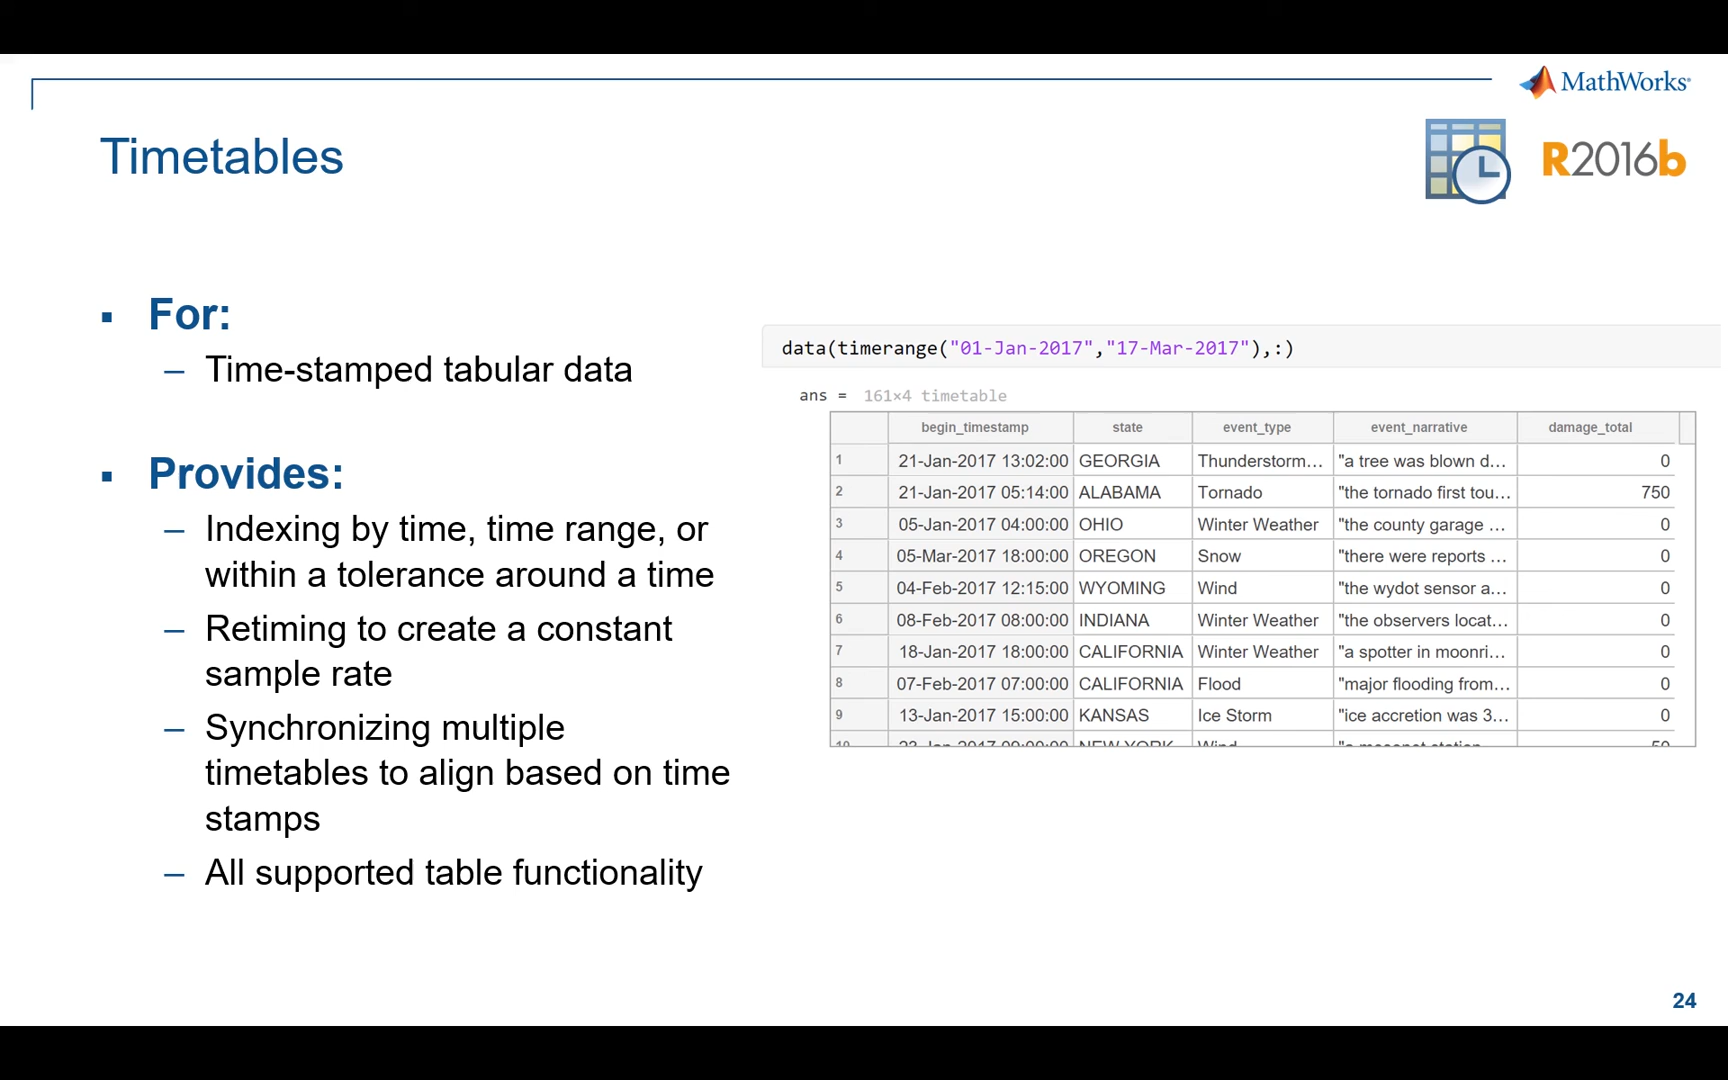 MathWorks®
Timetables
R2016b
▪ For:
– Time-stamped tabular data
▪ Provides:
– Indexing by time, time range, or
within a tolerance around a time
– Retiming to create a constant
sample rate
– Synchronizing multiple
timetables to align based on time
stamps
– All supported table functionality
data(timerange("01-Jan-2017","17-Mar-2017"),:)
ans = 161×4 timetable
begin_timestamp state event_type event_narrative damage_total
1 21-Jan-2017 13:02:00 GEORGIA Thunderstorm... "a tree was blown d... 0
2 21-Jan-2017 05:14:00 ALABAMA Tornado "the tornado first tou... 750
3 05-Jan-2017 04:00:00 OHIO Winter Weather "the county garage ... 0
4 05-Mar-2017 18:00:00 OREGON Snow "there were reports ... 0
5 04-Feb-2017 12:15:00 WYOMING Wind "the wydot sensor a... 0
6 08-Feb-2017 08:00:00 INDIANA Winter Weather "the observers locat... 0
7 18-Jan-2017 18:00:00 CALIFORNIA Winter Weather "a spotter in moonri... 0
8 07-Feb-2017 07:00:00 CALIFORNIA Flood "major flooding from... 0
9 13-Jan-2017 15:00:00 KANSAS Ice Storm "ice accretion was 3... 0
10 NEW YORK Wind
24